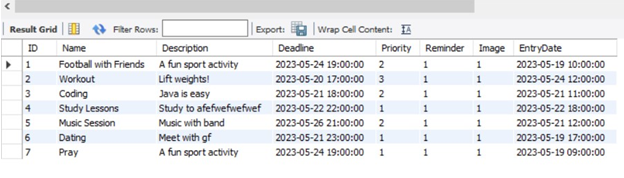 Result Grid Filter Rows: Export: Wrap Cell Content:
ID Name Description Deadline Priority Reminder Image EntryDate
1 Football with Friends A fun sport activity 2023-05-24 19:00:00 2 1 1 2023-05-19 10:00:00
2 Workout Lift weights! 2023-05-20 17:00:00 3 1 1 2023-05-24 12:00:00
3 Coding Java is easy 2023-05-21 18:00:00 2 1 1 2023-05-21 11:00:00
4 Study Lessons Study to afefwefwefwef 2023-05-22 22:00:00 1 1 1 2023-05-22 18:00:00
5 Music Session Music with band 2023-05-26 21:00:00 2 1 1 2023-05-21 12:00:00
6 Dating Meet with gf 2023-05-21 23:00:00 1 1 1 2023-05-19 17:00:00
7 Pray A fun sport activity 2023-05-24 19:00:00 1 1 1 2023-05-19 09:00:00